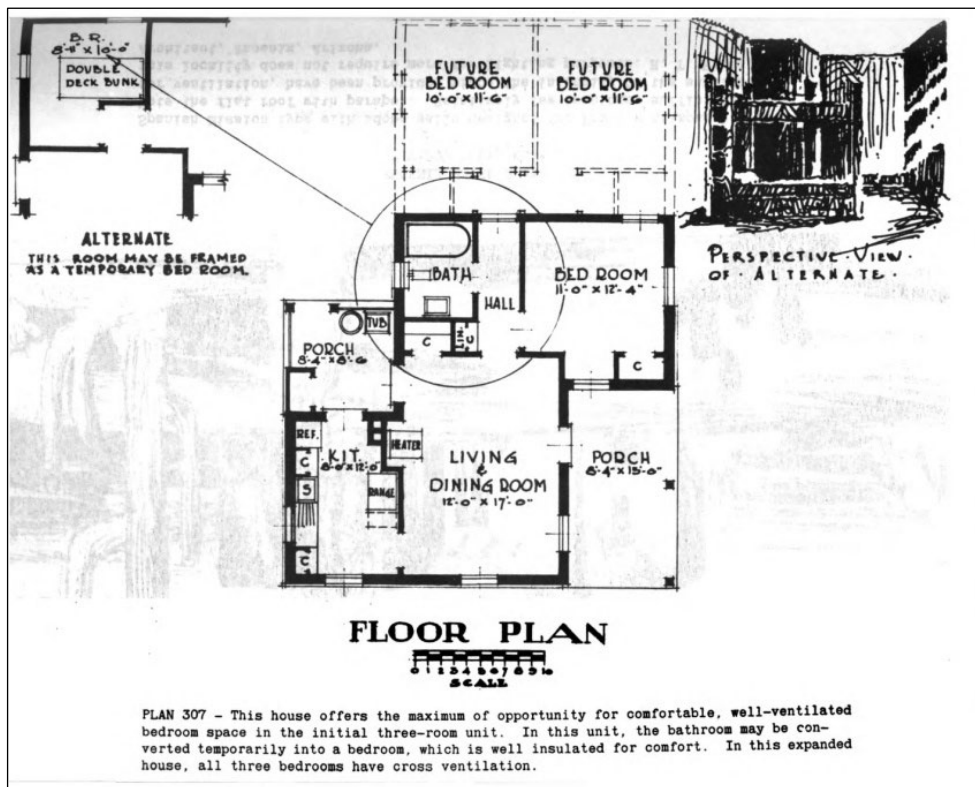 B.R.
8'-8" x 10'-0"
DOUBLE
DECK BUNK
ALTERNATE
THIS ROOM MAY BE FRAMED
AS A TEMPORARY BED ROOM.
FUTURE
BED ROOM
10'-0" x 11'-6"
FUTURE
BED ROOM
10'-0" x 11'-6"
PERSPECTIVE·VIEW·
OF·ALTERNATE·
BATH
HALL
BED ROOM
11'-0" x 12'-4"
TUB
PORCH
8'-4" x 8'-6"
C
LIN.
C
C
REF.
C
S
C
KIT.
8'-0" x 12'-0"
HEATER
RANGE
LIVING
&
DINING ROOM
12'-0" x 17'-0"
PORCH
8'-4" x 15'-0"
FLOOR PLAN
0 1 2 3 4 5 6 7 8 9 10
SCALE
PLAN 307 - This house offers the maximum of opportunity for comfortable, well-ventilated
bedroom space in the initial three-room unit. In this unit, the bathroom may be con-
verted temporarily into a bedroom, which is well insulated for comfort. In this expanded
house, all three bedrooms have cross ventilation.